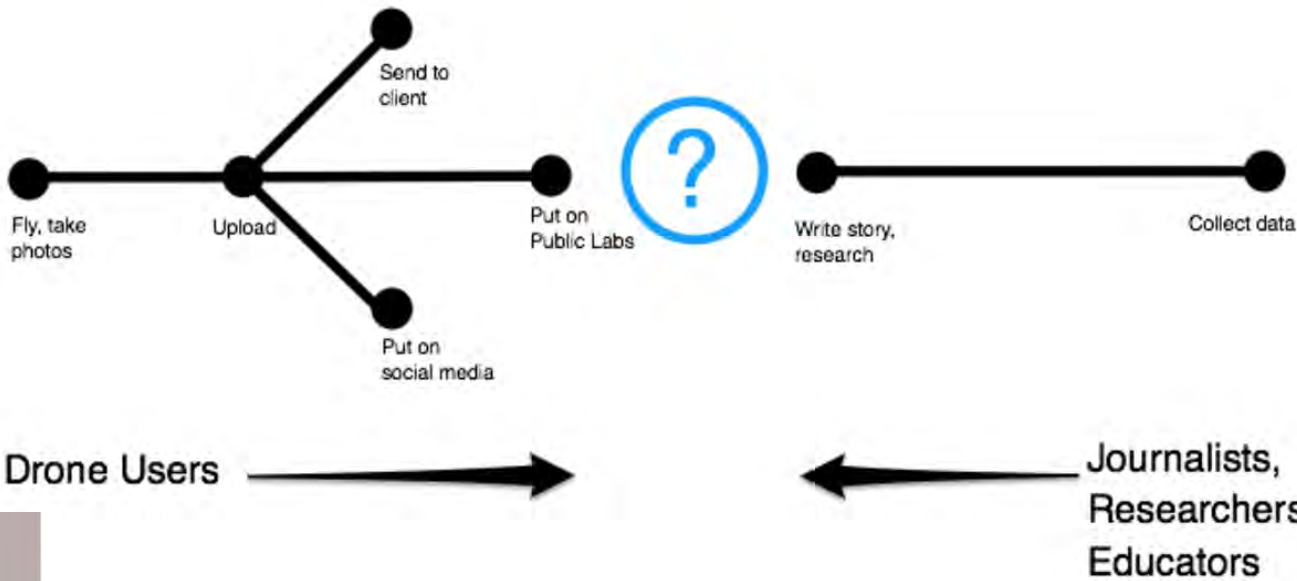 Send to
client
?
Fly, take
photos
Upload
Put on
Public Labs
Write story,
research
Collect data
Put on
social media
Drone Users
Journalists,
Researchers
Educators